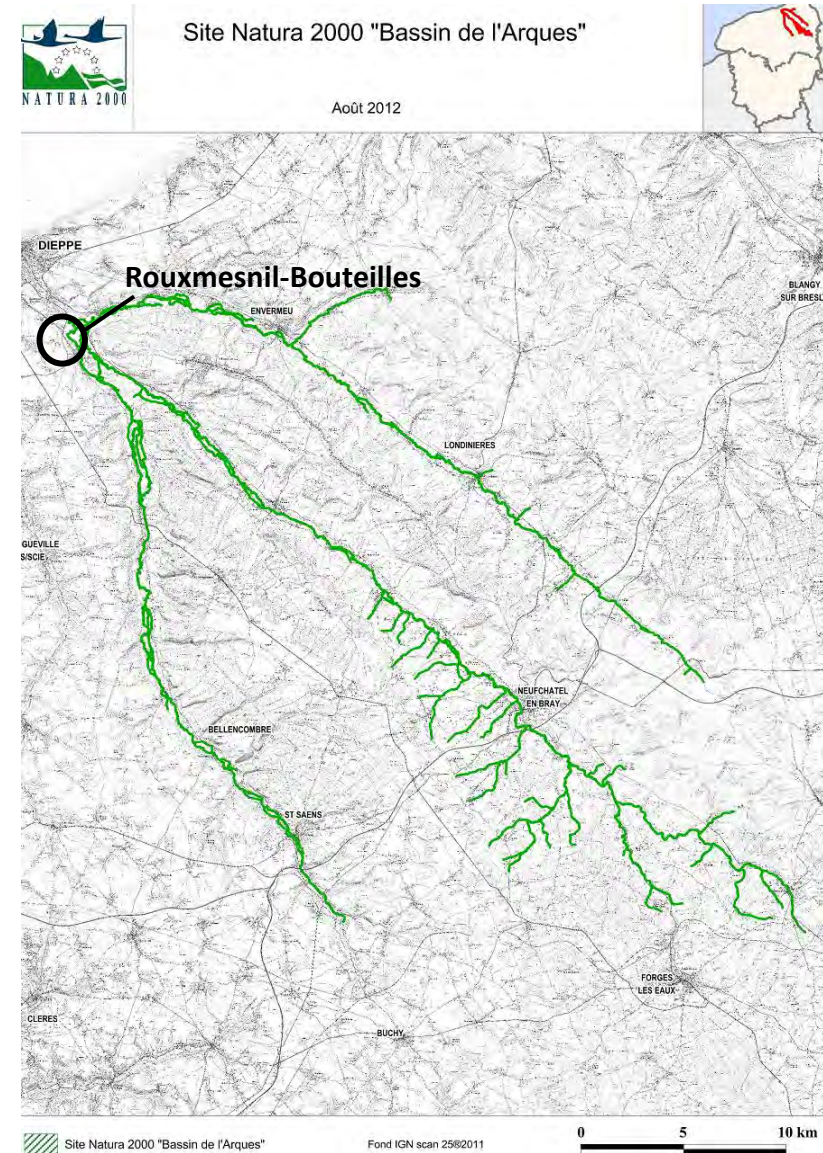 Site Natura 2000 "Bassin de l'Arques"
NATURA 2000
Août 2012
DIEPPE
Rouxmesnil-Bouteilles
BLANGY
SUR BRESL
ENVERMEU
LONDINIERES
GUEVILLE
S/SCIE
NEUFCHATEL
EN BRAY
BELLENCOMBRE
ST SAENS
FORGES
LES EAUX
CLERES
BUCHY
Site Natura 2000 "Bassin de l'Arques"
Fond IGN scan 25®2011
0 5 10 km